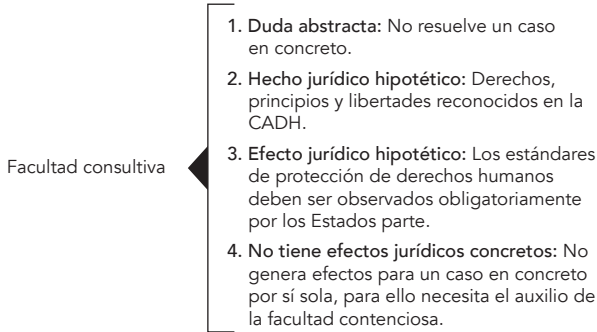 Facultad consultiva
1. Duda abstracta: No resuelve un caso
en concreto.
2. Hecho jurídico hipotético: Derechos,
principios y libertades reconocidos en la
CADH.
3. Efecto jurídico hipotético: Los estándares
de protección de derechos humanos
deben ser observados obligatoriamente
por los Estados parte.
4. No tiene efectos jurídicos concretos: No
genera efectos para un caso en concreto
por sí sola, para ello necesita el auxilio de
la facultad contenciosa.